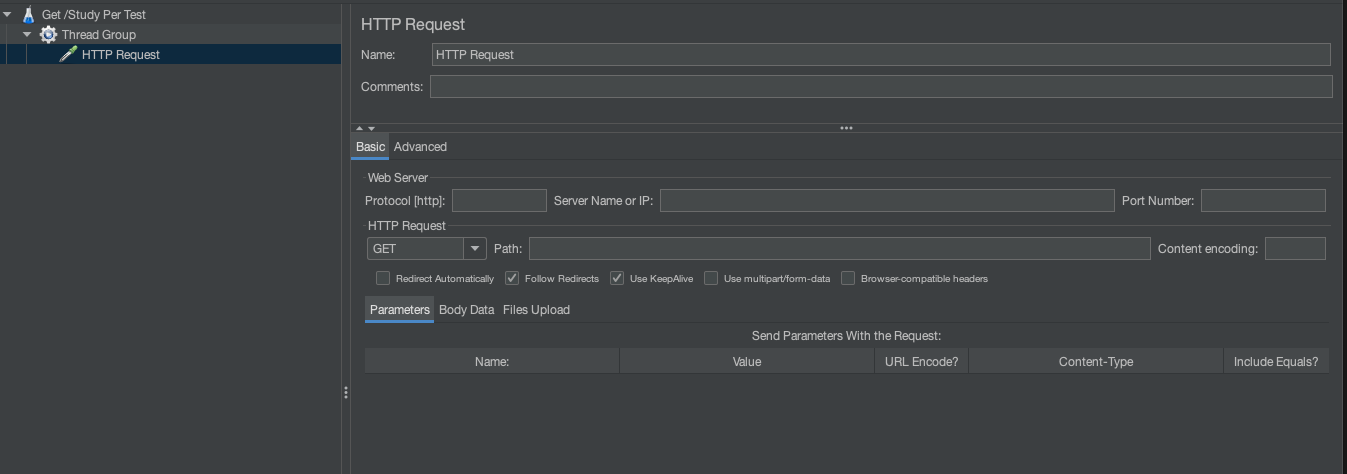 Get /Study Per Test
Thread Group
HTTP Request
HTTP Request
Name: HTTP Request
Comments:
Basic Advanced
Web Server
Protocol [http]: Server Name or IP: Port Number:
HTTP Request
GET Path: Content encoding:
Redirect Automatically Follow Redirects Use KeepAlive Use multipart/form-data Browser-compatible headers
Parameters Body Data Files Upload
Send Parameters With the Request:
Name: Value URL Encode? Content-Type Include Equals?